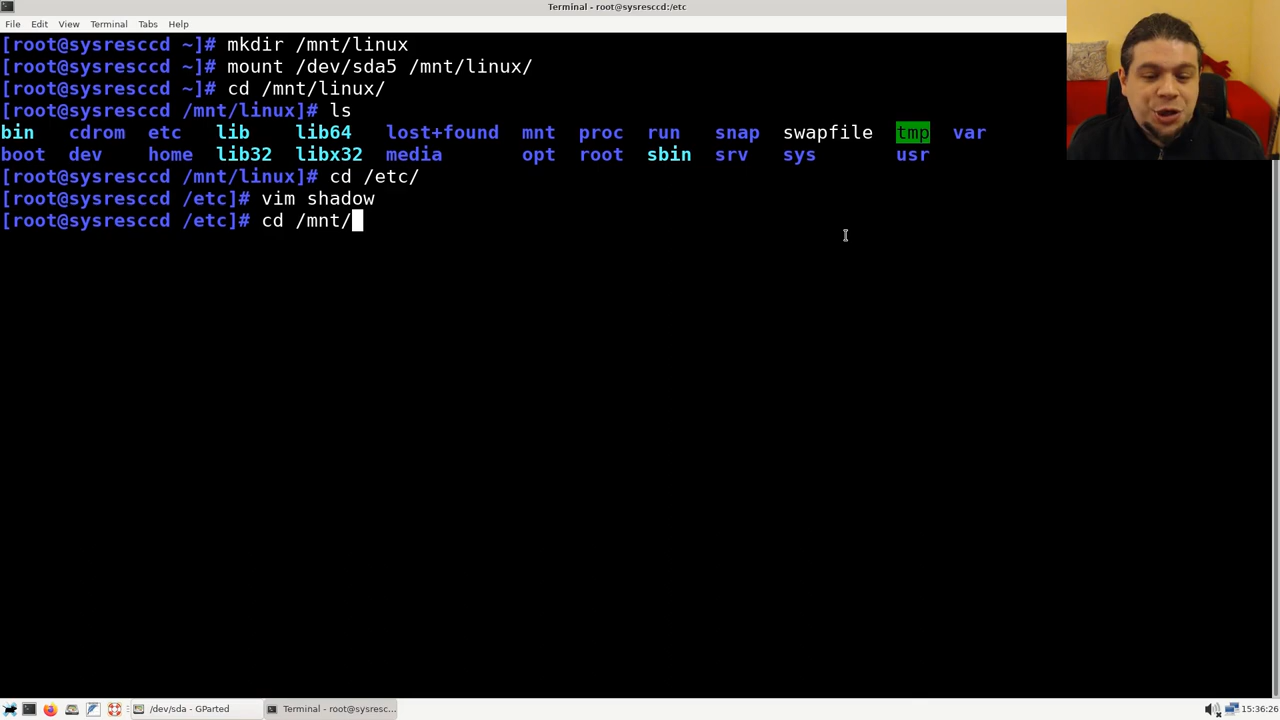 Terminal - root@sysresccd:/etc
File Edit View Terminal Tabs Help
[root@sysresccd ~]# mkdir /mnt/linux
[root@sysresccd ~]# mount /dev/sda5 /mnt/linux/
[root@sysresccd ~]# cd /mnt/linux/
[root@sysresccd /mnt/linux]# ls
bin cdrom etc lib lib64 lost+found mnt proc run snap swapfile tmp var
boot dev home lib32 libx32 media opt root sbin srv sys usr
[root@sysresccd /mnt/linux]# cd /etc/
[root@sysresccd /etc]# vim shadow
[root@sysresccd /etc]# cd /mnt/
/dev/sda - GParted Terminal - root@sysresc... 15:36:26